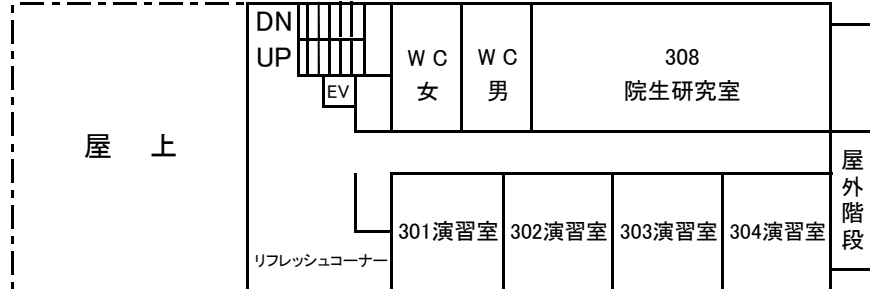 DN
UP
EV
WC
女
WC
男
308
院生研究室
屋 上
屋外階段
301演習室
302演習室
303演習室
304演習室
リフレッシュコーナー